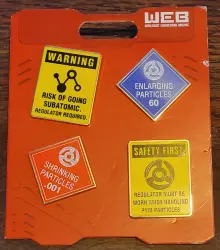 WEB
WORLDWIDE ENGINEERING BRIGADE
WARNING
RISK OF GOING
SUBATOMIC.
REGULATOR REQUIRED.
ENLARGING
PARTICLES
60
SHRINKING
PARTICLES
.001
SAFETY FIRST
REGULATOR MUST BE
WORN WHEN HANDLING
PYM PARTICLES